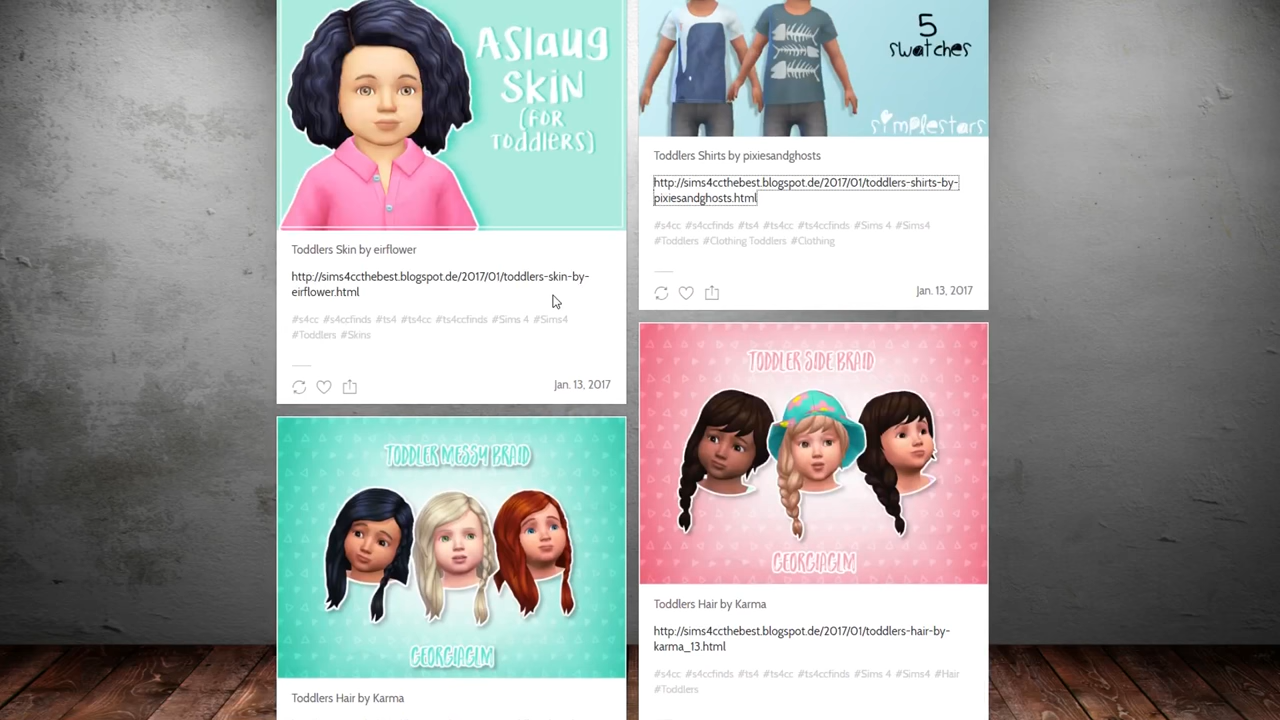 ASlaug
SKiN
(FOR
TODDLERS)
Toddlers Skin by eirflower
http://sims4ccthebest.blogspot.de/2017/01/toddlers-skin-by-
eirflower.html
#s4cc #s4ccfinds #ts4 #ts4cc #ts4ccfinds #Sims 4 #Sims4
#Toddlers #Skins
Jan. 13, 2017
TODDLER MESSY BRAID
GEORGIAGLM
Toddlers Hair by Karma
5
swatches
simplestars
Toddlers Shirts by pixiesandghosts
http://sims4ccthebest.blogspot.de/2017/01/toddlers-shirts-by-
pixiesandghosts.html
#s4cc #s4ccfinds #ts4 #ts4cc #ts4ccfinds #Sims 4 #Sims4
#Toddlers #Clothing Toddlers #Clothing
Jan. 13, 2017
TODDLER SIDE BRAID
GEORGIAGLM
Toddlers Hair by Karma
http://sims4ccthebest.blogspot.de/2017/01/toddlers-hair-by-
karma_13.html
#s4cc #s4ccfinds #ts4 #ts4cc #ts4ccfinds #Sims 4 #Sims4 #Hair
#Toddlers